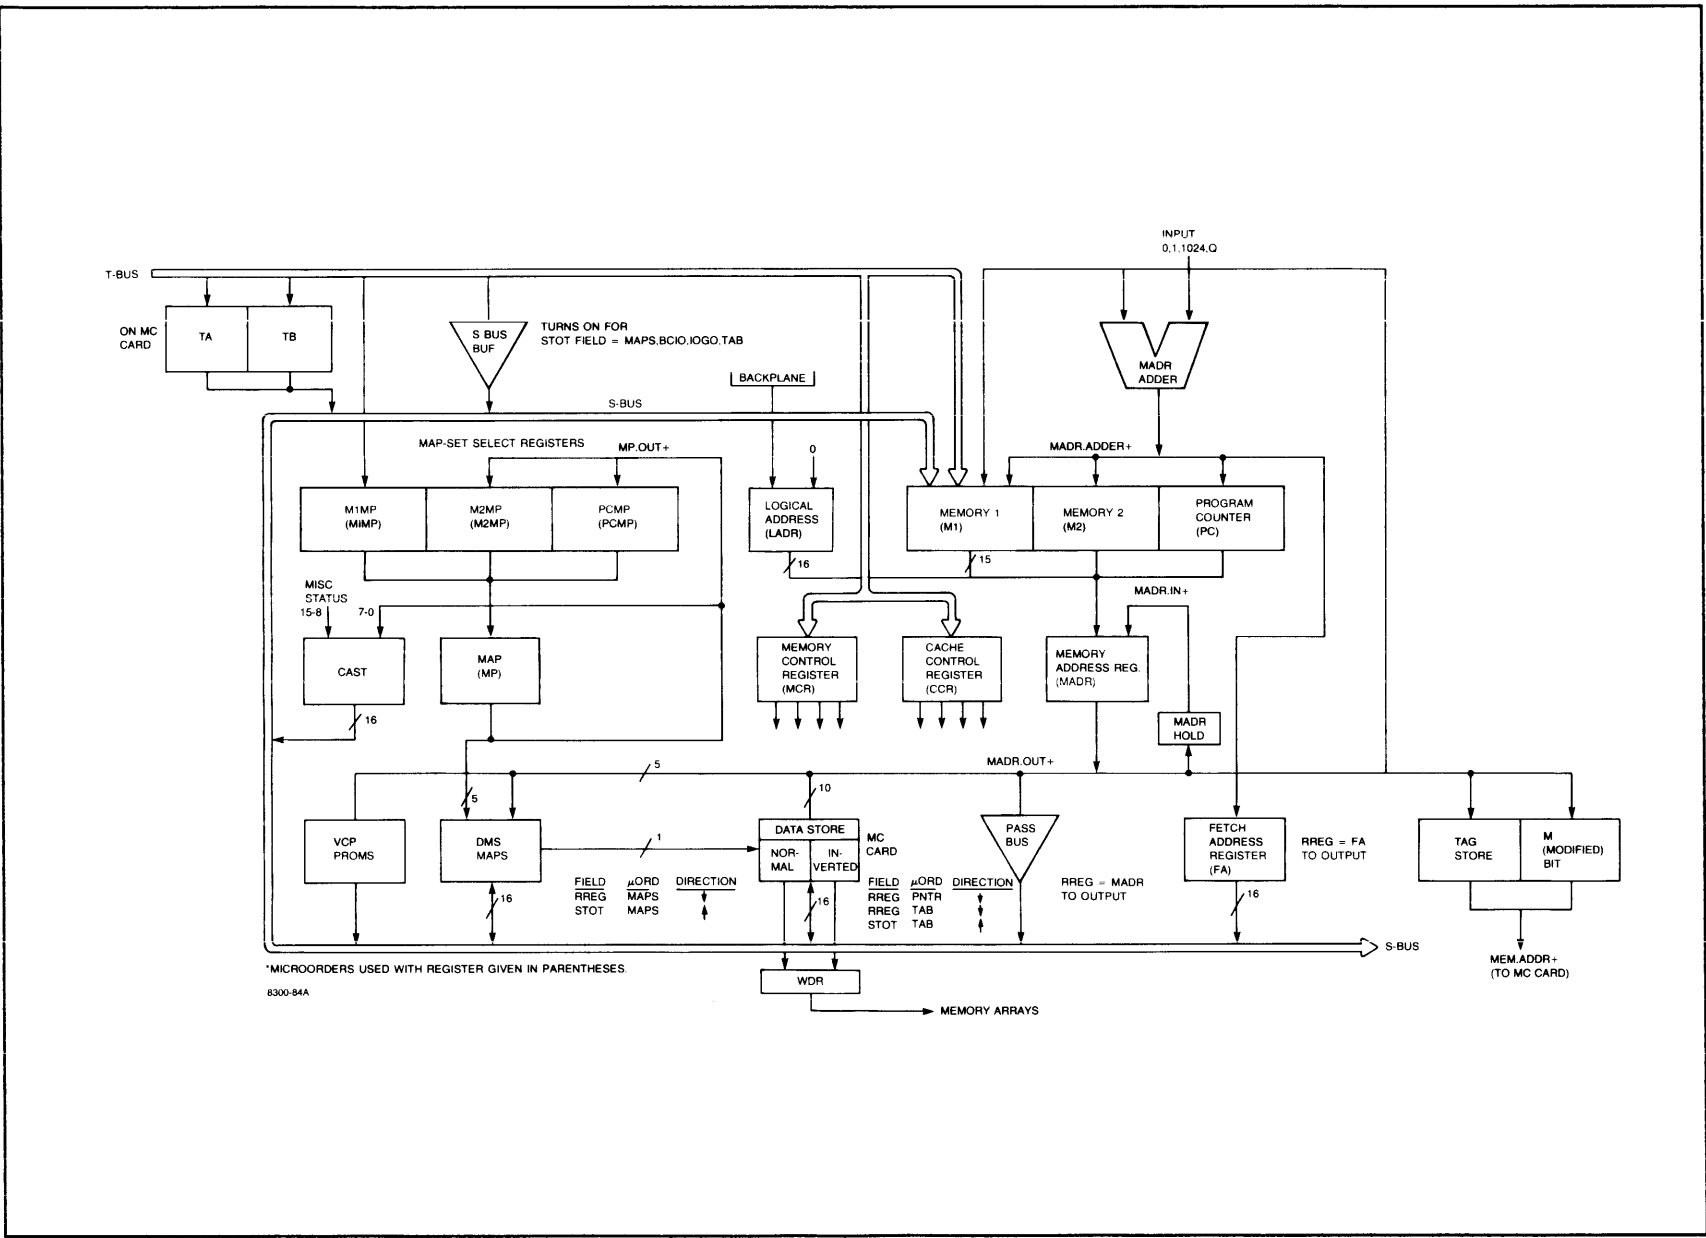 INPUT
0,1,1024,Q
T-BUS
ON MC
CARD
TA
TB
S BUS
BUF
TURNS ON FOR
STOT FIELD = MAPS,BCIO,IOGO,TAB
MADR
ADDER
BACKPLANE
S-BUS
MAP-SET SELECT REGISTERS
MP.OUT+
0
MADR.ADDER+
M1MP
(MIMP)
M2MP
(M2MP)
PCMP
(PCMP)
LOGICAL
ADDRESS
(LADR)
MEMORY 1
(M1)
MEMORY 2
(M2)
PROGRAM
COUNTER
(PC)
16
15
MISC
STATUS
15-8
7-0
MADR.IN+
CAST
MAP
(MP)
MEMORY
CONTROL
REGISTER
(MCR)
CACHE
CONTROL
REGISTER
(CCR)
MEMORY
ADDRESS REG.
(MADR)
16
MADR
HOLD
5
MADR.OUT+
5
10
VCP
PROMS
DMS
MAPS
1
DATA STORE
NOR-
MAL
IN-
VERTED
MC
CARD
PASS
BUS
FETCH
ADDRESS
REGISTER
(FA)
RREG = FA
TO OUTPUT
TAG
STORE
M
(MODIFIED)
BIT
16
FIELD μORD DIRECTION
RREG MAPS
STOT MAPS
16
FIELD μORD DIRECTION
RREG PNTR
RREG TAB
STOT TAB
RREG = MADR
TO OUTPUT
16
S-BUS
MEM.ADDR+
(TO MC CARD)
*MICROORDERS USED WITH REGISTER GIVEN IN PARENTHESES.
8300-84A
WDR
MEMORY ARRAYS